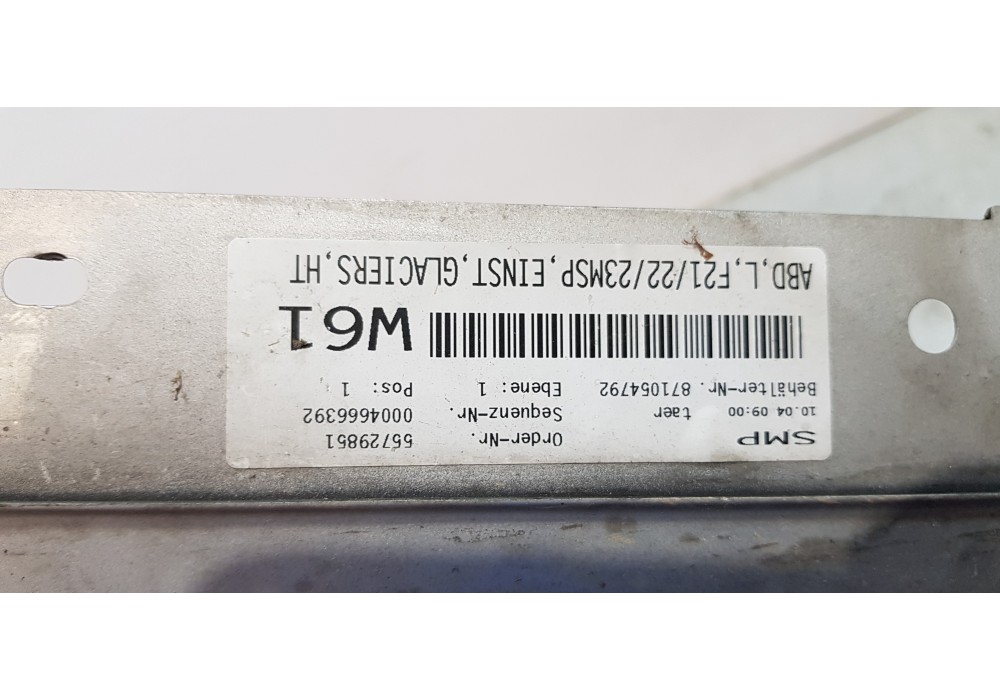 SMP Order-Nr. 55729851
10.04 09:00 taer Sequenz-Nr. 0004666392
Behälter-Nr. 871054792 Ebene: 1 Pos: 1
W61
ABD,L,F21/22/23MSP,EINST,GLACIERS,HT